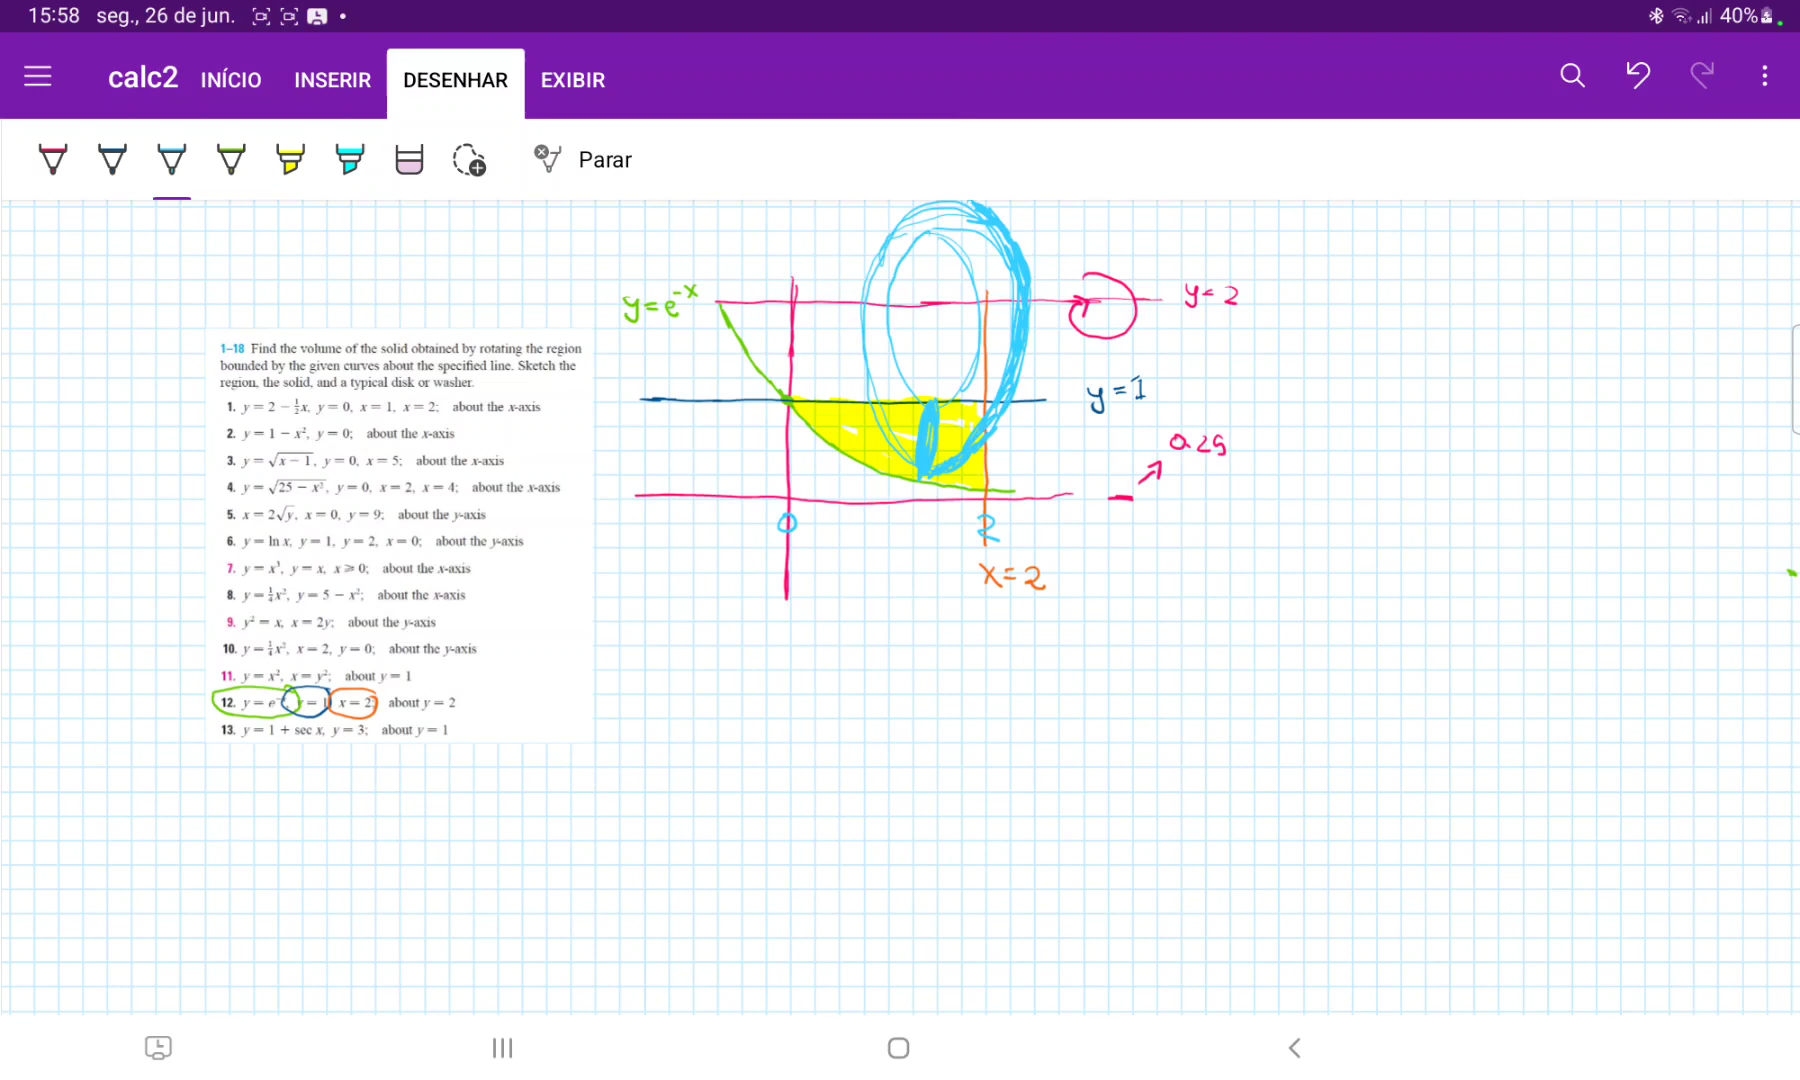 15:58 seg., 26 de jun.
40%
calc2 INÍCIO INSERIR DESENHAR EXIBIR
Parar
y=e^-x
y=2
y=1
0.25
0
2
x=2
1–18 Find the volume of the solid obtained by rotating the region
bounded by the given curves about the specified line. Sketch the
region, the solid, and a typical disk or washer.
1. y = 2 − ½x, y = 0, x = 1, x = 2; about the x-axis
2. y = 1 − x², y = 0; about the x-axis
3. y = √(x − 1), y = 0, x = 5; about the x-axis
4. y = √(25 − x²), y = 0, x = 2, x = 4; about the x-axis
5. x = 2√y, x = 0, y = 9; about the y-axis
6. y = ln x, y = 1, y = 2, x = 0; about the y-axis
7. y = x³, y = x, x ≥ 0; about the x-axis
8. y = ¼x², y = 5 − x²; about the x-axis
9. y² = x, x = 2y; about the y-axis
10. y = ¼x², x = 2, y = 0; about the y-axis
11. y = x², x = y²; about y = 1
12. y = e = 1 x = 2; about y = 2
13. y = 1 + sec x, y = 3; about y = 1